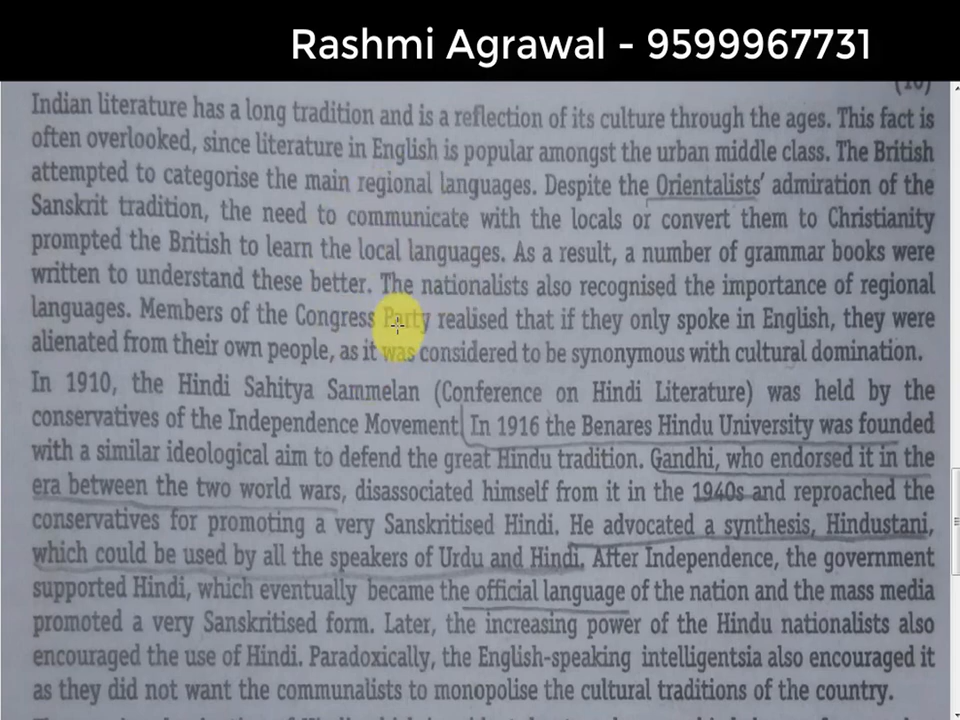 Rashmi Agrawal - 9599967731
(10)
Indian literature has a long tradition and is a reflection of its culture through the ages. This fact is
often overlooked, since literature in English is popular amongst the urban middle class. The British
attempted to categorise the main regional languages. Despite the Orientalists' admiration of the
Sanskrit tradition, the need to communicate with the locals or convert them to Christianity
prompted the British to learn the local languages. As a result, a number of grammar books were
written to understand these better. The nationalists also recognised the importance of regional
languages. Members of the Congress Party realised that if they only spoke in English, they were
alienated from their own people, as it was considered to be synonymous with cultural domination.
In 1910, the Hindi Sahitya Sammelan (Conference on Hindi Literature) was held by the
conservatives of the Independence Movement. In 1916 the Benares Hindu University was founded
with a similar ideological aim to defend the great Hindu tradition. Gandhi, who endorsed it in the
era between the two world wars, disassociated himself from it in the 1940s and reproached the
conservatives for promoting a very Sanskritised Hindi. He advocated a synthesis, Hindustani,
which could be used by all the speakers of Urdu and Hindi. After Independence, the government
supported Hindi, which eventually became the official language of the nation and the mass media
promoted a very Sanskritised form. Later, the increasing power of the Hindu nationalists also
encouraged the use of Hindi. Paradoxically, the English-speaking intelligentsia also encouraged it
as they did not want the communalists to monopolise the cultural traditions of the country.